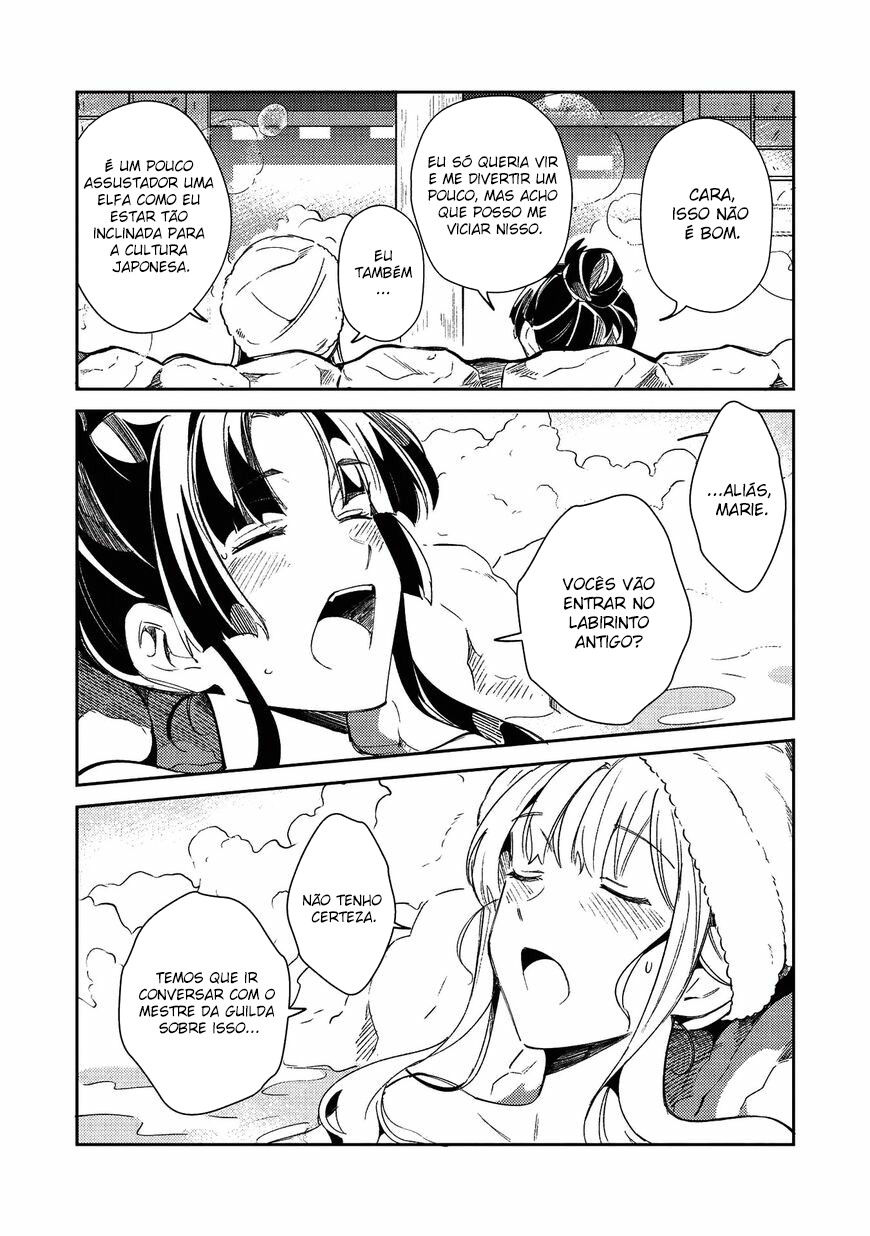 CARA,
ISSO NÃO
É BOM.
EU SÓ QUERIA VIR
E ME DIVERTIR UM
POUCO, MAS ACHO
QUE POSSO ME
VICIAR NISSO.
EU
TAMBÉM
...
É UM POUCO
ASSUSTADOR UMA
ELFA COMO EU
ESTAR TÃO
INCLINADA PARA
A CULTURA
JAPONESA.
...ALIÁS,
MARIE.
VOCÊS VÃO
ENTRAR NO
LABIRINTO
ANTIGO?
NÃO TENHO
CERTEZA.
TEMOS QUE IR
CONVERSAR COM O
MESTRE DA GUILDA
SOBRE ISSO...